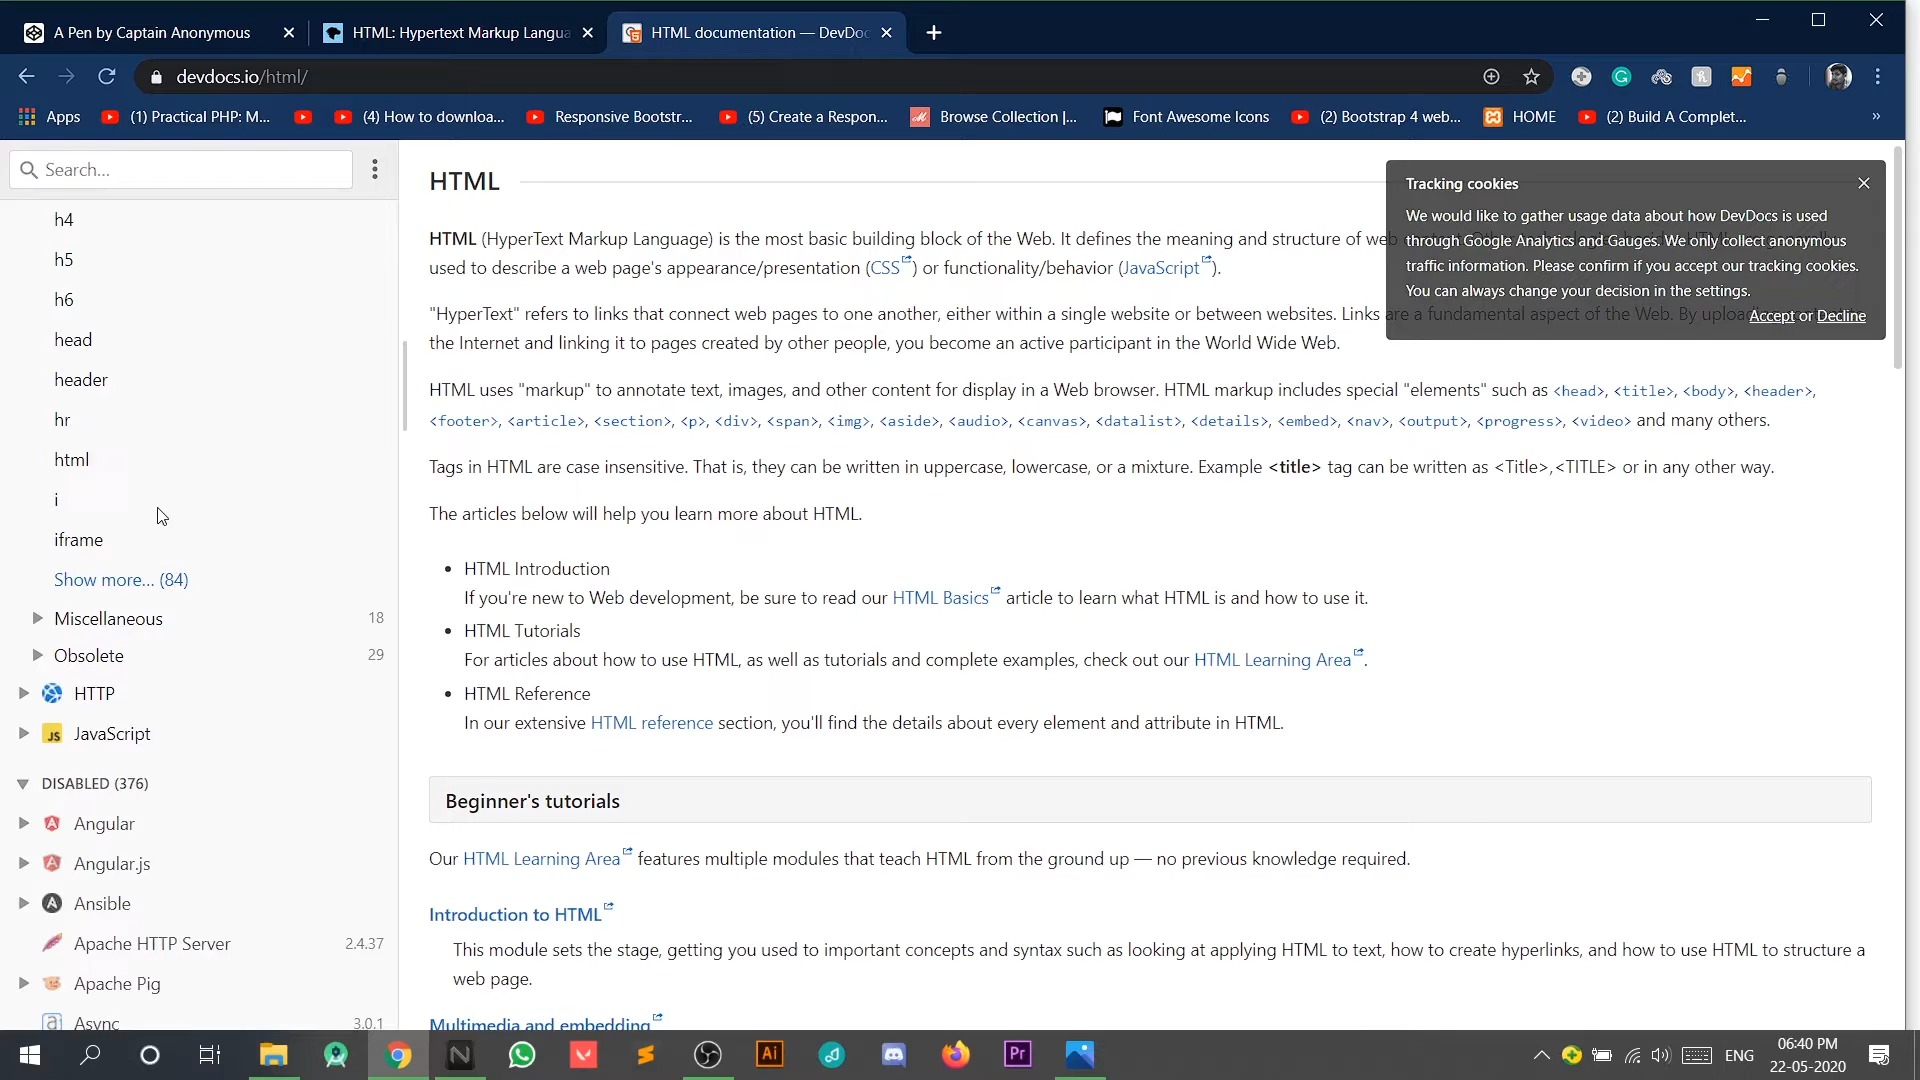 A Pen by Captain Anonymous
HTML: Hypertext Markup Langua
HTML documentation — DevDoc
devdocs.io/html/
Apps
(1) Practical PHP: M...
(4) How to downloa...
Responsive Bootstr...
(5) Create a Respon...
Browse Collection |...
Font Awesome Icons
(2) Bootstrap 4 web...
HOME
(2) Build A Complet...
»
Search...
h4
h5
h6
head
header
hr
html
i
iframe
Show more... (84)
Miscellaneous 18
Obsolete 29
HTTP
JavaScript
DISABLED (376)
Angular
Angular.js
Ansible
Apache HTTP Server 2.4.37
Apache Pig
Async 3.0.1
HTML
HTML (HyperText Markup Language) is the most basic building block of the Web. It defines the meaning and structure of web
used to describe a web page's appearance/presentation (CSS) or functionality/behavior (JavaScript).
"HyperText" refers to links that connect web pages to one another, either within a single website or between websites. Links are a fundamental aspect of the Web. By
the Internet and linking it to pages created by other people, you become an active participant in the World Wide Web.
HTML uses "markup" to annotate text, images, and other content for display in a Web browser. HTML markup includes special "elements" such as <head>, <title>, <body>, <header>,
<footer>, <article>, <section>, <p>, <div>, <span>, <img>, <aside>, <audio>, <canvas>, <datalist>, <details>, <embed>, <nav>, <output>, <progress>, <video> and many others.
Tags in HTML are case insensitive. That is, they can be written in uppercase, lowercase, or a mixture. Example <title> tag can be written as <Title>,<TITLE> or in any other way.
The articles below will help you learn more about HTML.
• HTML Introduction
If you're new to Web development, be sure to read our HTML Basics article to learn what HTML is and how to use it.
• HTML Tutorials
For articles about how to use HTML, as well as tutorials and complete examples, check out our HTML Learning Area.
• HTML Reference
In our extensive HTML reference section, you'll find the details about every element and attribute in HTML.
Beginner's tutorials
Our HTML Learning Area features multiple modules that teach HTML from the ground up — no previous knowledge required.
Introduction to HTML
This module sets the stage, getting you used to important concepts and syntax such as looking at applying HTML to text, how to create hyperlinks, and how to use HTML to structure a
web page.
Multimedia and embedding
Tracking cookies
We would like to gather usage data about how DevDocs is used
through Google Analytics and Gauges. We only collect anonymous
traffic information. Please confirm if you accept our tracking cookies.
You can always change your decision in the settings.
Accept or Decline
JS
Ai
Pr
ENG
06:40 PM
22-05-2020